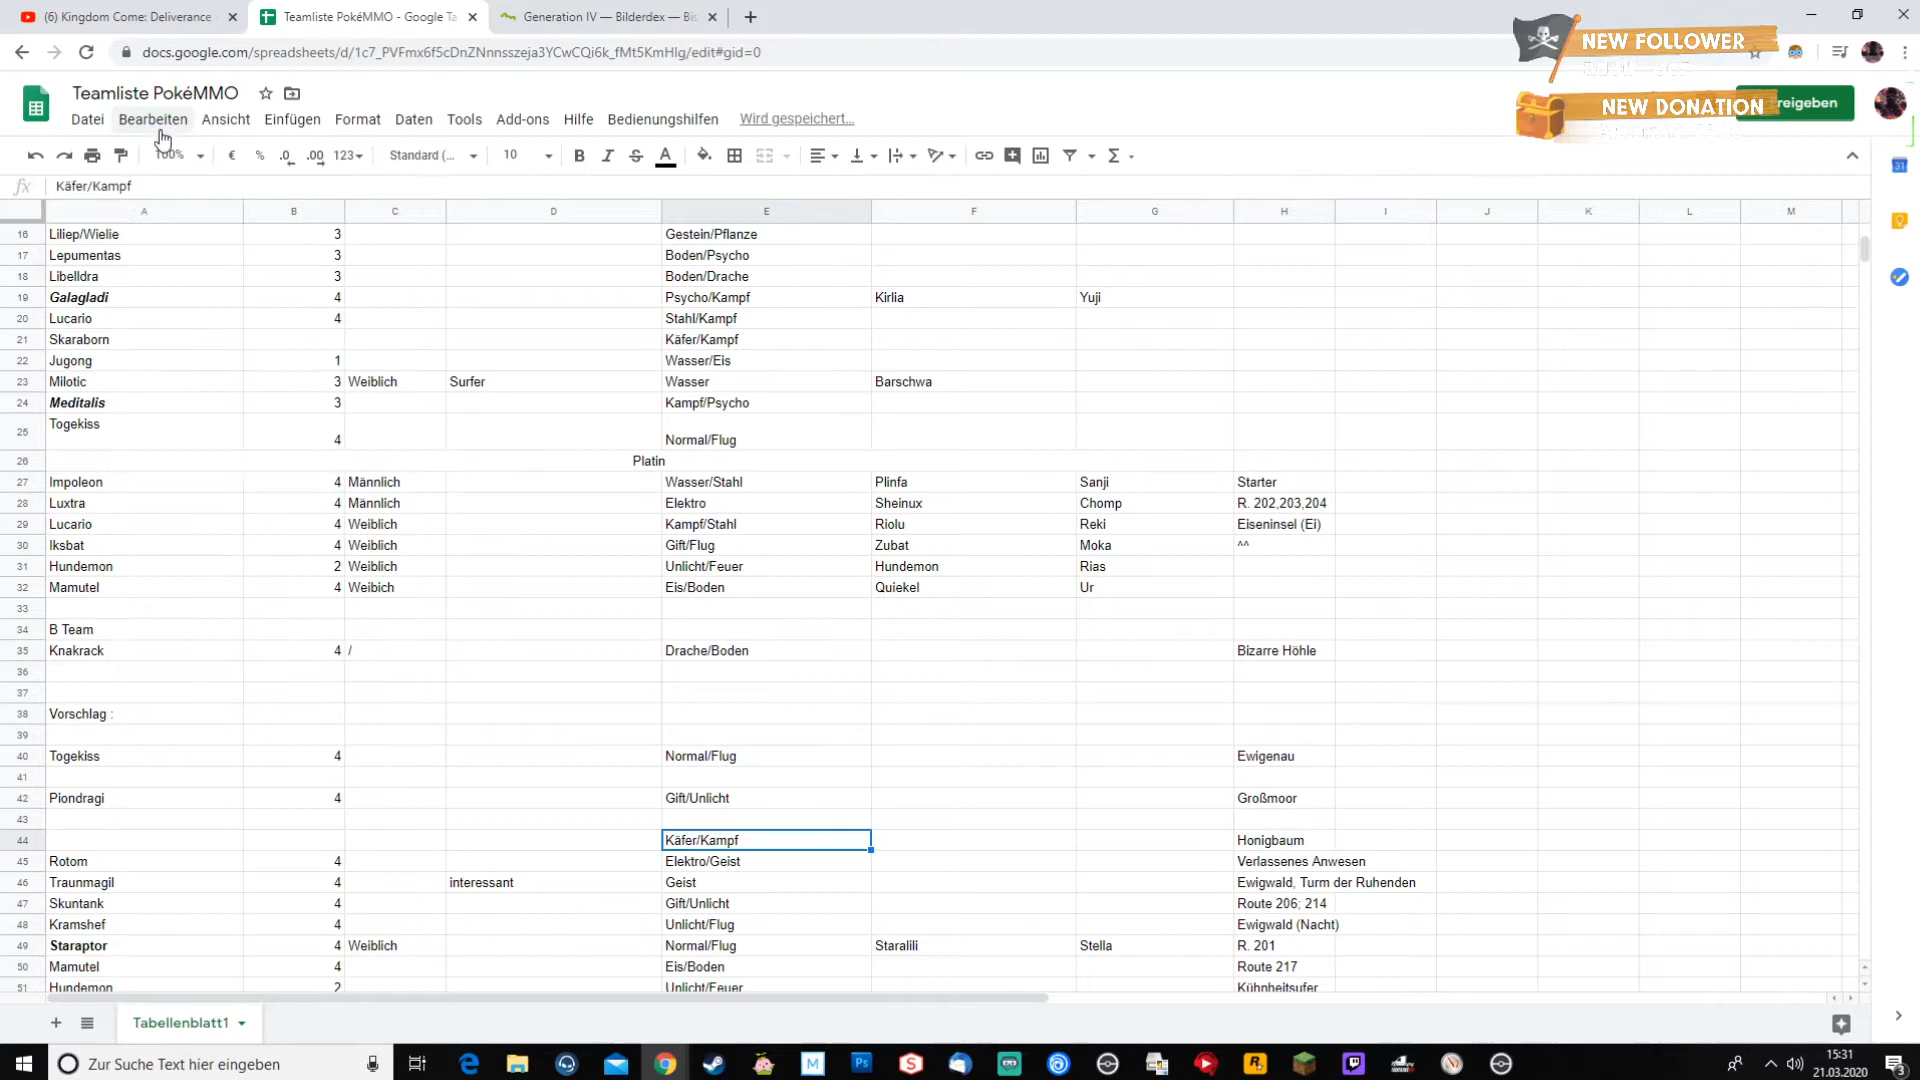 (6) Kingdom Come: Deliverance
Teamliste PokéMMO - Google Ta
Generation IV — Bilderdex — Bis
docs.google.com/spreadsheets/d/1c7_PVFmx6f5cDnZNnnsszeja3YCwCQi6k_fMt5KmHIg/edit#gid=0
NEW FOLLOWER
NEW DONATION
Teamliste PokéMMO
reigeben
Datei Bearbeiten Ansicht Einfügen Format Daten Tools Add-ons Hilfe Bedienungshilfen Wird gespeichert...
100% € % .0 .00 123 Standard (... 10 B I S A Σ
fx Käfer/Kampf
A B C D E F G H I J K L M
16 Liliep/Wielie 3 Gestein/Pflanze
17 Lepumentas 3 Boden/Psycho
18 Libelldra 3 Boden/Drache
19 Galagladi 4 Psycho/Kampf Kirlia Yuji
20 Lucario 4 Stahl/Kampf
21 Skaraborn Käfer/Kampf
22 Jugong 1 Wasser/Eis
23 Milotic 3 Weiblich Surfer Wasser Barschwa
24 Meditalis 3 Kampf/Psycho
25 Togekiss 4 Normal/Flug
26 Platin
27 Impoleon 4 Männlich Wasser/Stahl Plinfa Sanji Starter
28 Luxtra 4 Männlich Elektro Sheinux Chomp R. 202,203,204
29 Lucario 4 Weiblich Kampf/Stahl Riolu Reki Eiseninsel (Ei)
30 Iksbat 4 Weiblich Gift/Flug Zubat Moka ^^
31 Hundemon 2 Weiblich Unlicht/Feuer Hundemon Rias
32 Mamutel 4 Weibich Eis/Boden Quiekel Ur
33
34 B Team
35 Knakrack 4 / Drache/Boden Bizarre Höhle
36
37
38 Vorschlag :
39
40 Togekiss 4 Normal/Flug Ewigenau
41
42 Piondragi 4 Gift/Unlicht Großmoor
43
44 Käfer/Kampf Honigbaum
45 Rotom 4 Elektro/Geist Verlassenes Anwesen
46 Traunmagil 4 interessant Geist Ewigwald, Turm der Ruhenden
47 Skuntank 4 Gift/Unlicht Route 206; 214
48 Kramshef 4 Unlicht/Flug Ewigwald (Nacht)
49 Staraptor 4 Weiblich Normal/Flug Staralili Stella R. 201
50 Mamutel 4 Eis/Boden Route 217
51 Hundemon 2 Unlicht/Feuer Kühnheitsufer
Tabellenblatt1
Zur Suche Text hier eingeben
15:31
21.03.2020
3